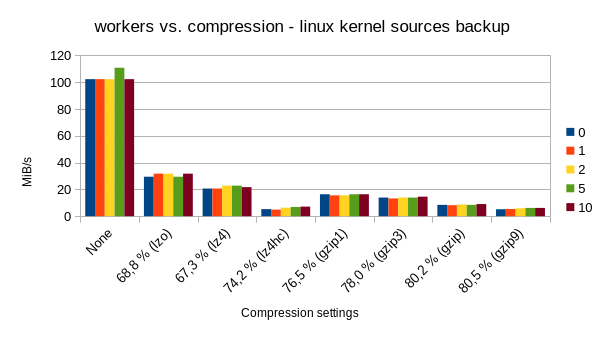 workers vs. compression - linux kernel sources backup
120
100
80
60
40
20
0
MiB/s
None
68,8 % (lzo)
67,3 % (lz4)
74,2 % (lz4hc)
76,5 % (gzip1)
78,0 % (gzip3)
80,2 % (gzip)
80,5 % (gzip9)
Compression settings
0
1
2
5
10